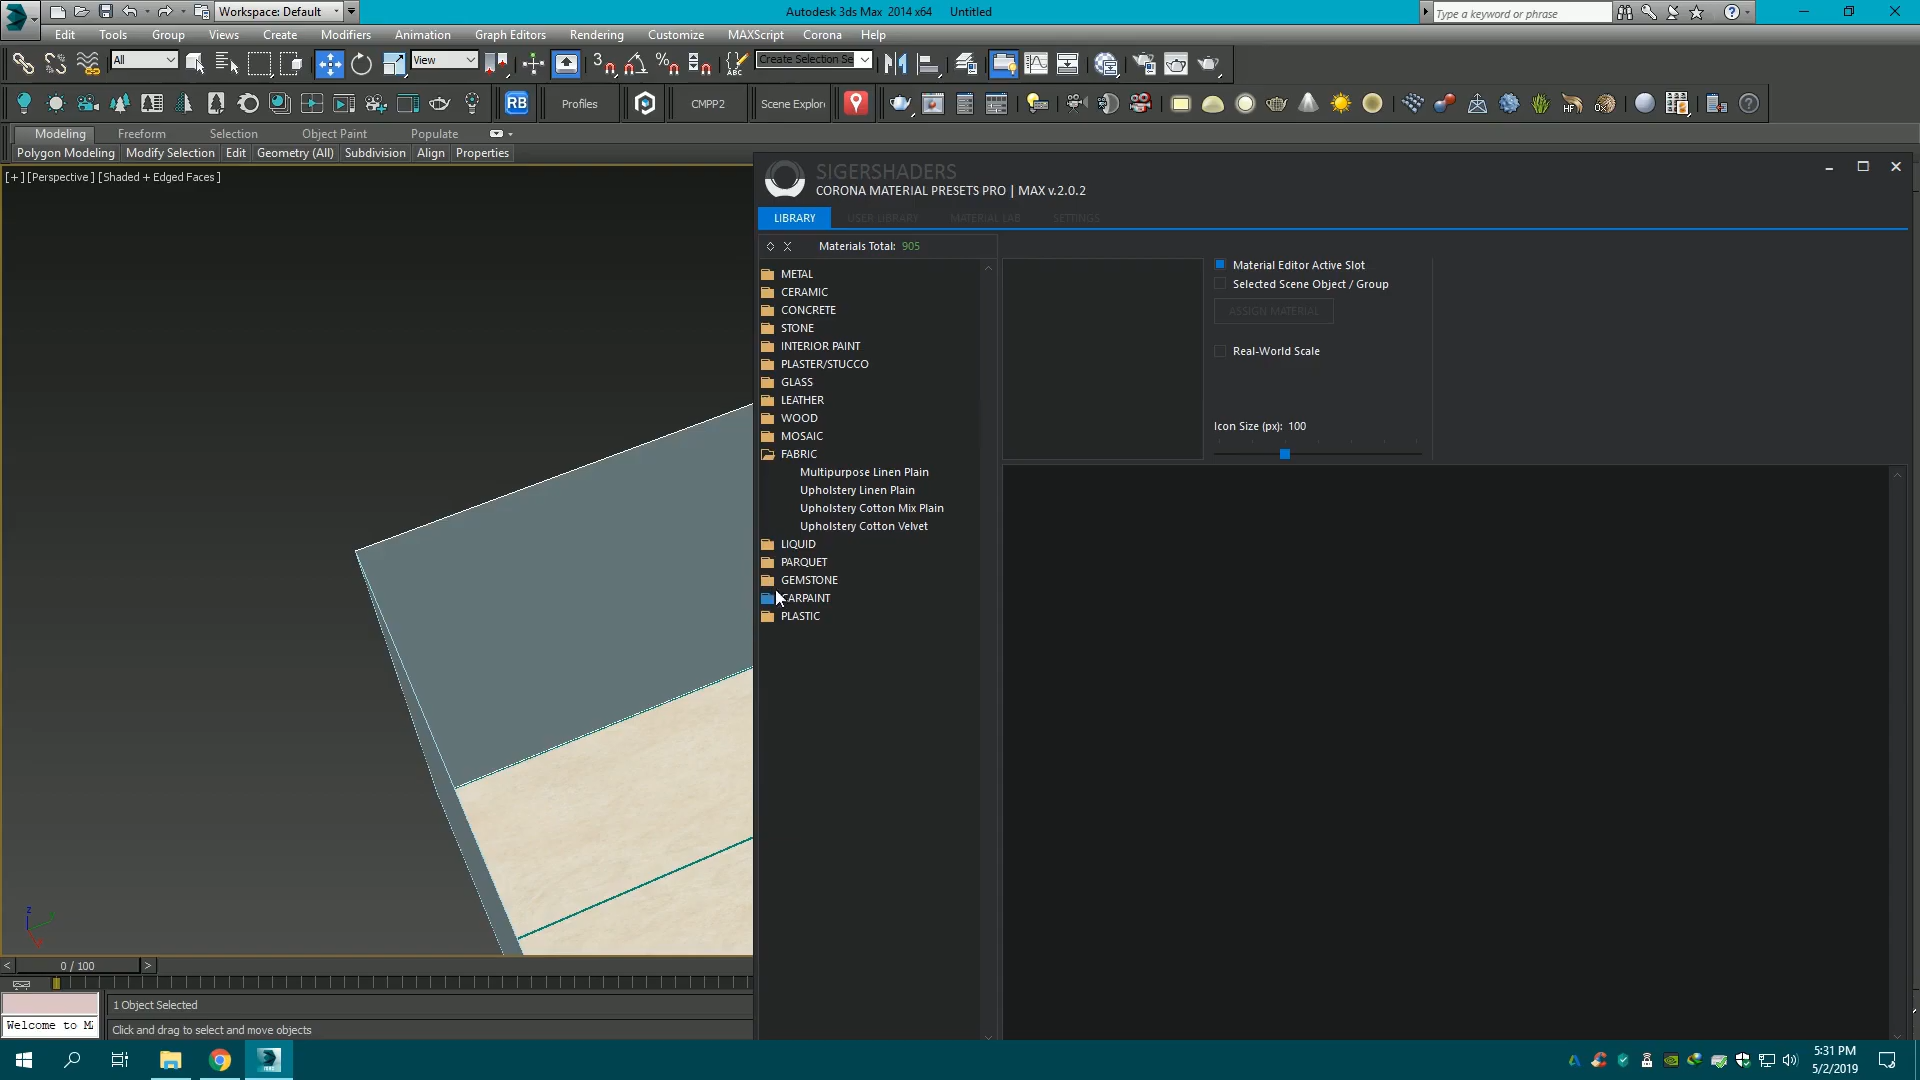 Workspace: Default
Autodesk 3ds Max 2014 x64 Untitled
Type a keyword or phrase
Edit Tools Group Views Create Modifiers Animation Graph Editors Rendering Customize MAXScript Corona Help
All View Create Selection Se
RB Profiles CMPP2 Scene Explor HF
Modeling Freeform Selection Object Paint Populate
Polygon Modeling Modify Selection Edit Geometry (All) Subdivision Align Properties
[+] [Perspective] [Shaded + Edged Faces]
SIGERSHADERS
CORONA MATERIAL PRESETS PRO | MAX v.2.0.2
LIBRARY USER LIBRARY MATERIAL LAB SETTINGS
Materials Total: 905
METAL
CERAMIC
CONCRETE
STONE
INTERIOR PAINT
PLASTER/STUCCO
GLASS
LEATHER
WOOD
MOSAIC
FABRIC
Multipurpose Linen Plain
Upholstery Linen Plain
Upholstery Cotton Mix Plain
Upholstery Cotton Velvet
LIQUID
PARQUET
GEMSTONE
CARPAINT
PLASTIC
Material Editor Active Slot
Selected Scene Object / Group
ASSIGN MATERIAL
Real-World Scale
Icon Size (px): 100
0 / 100
1 Object Selected
Welcome to M
Click and drag to select and move objects
5:31 PM
5/2/2019